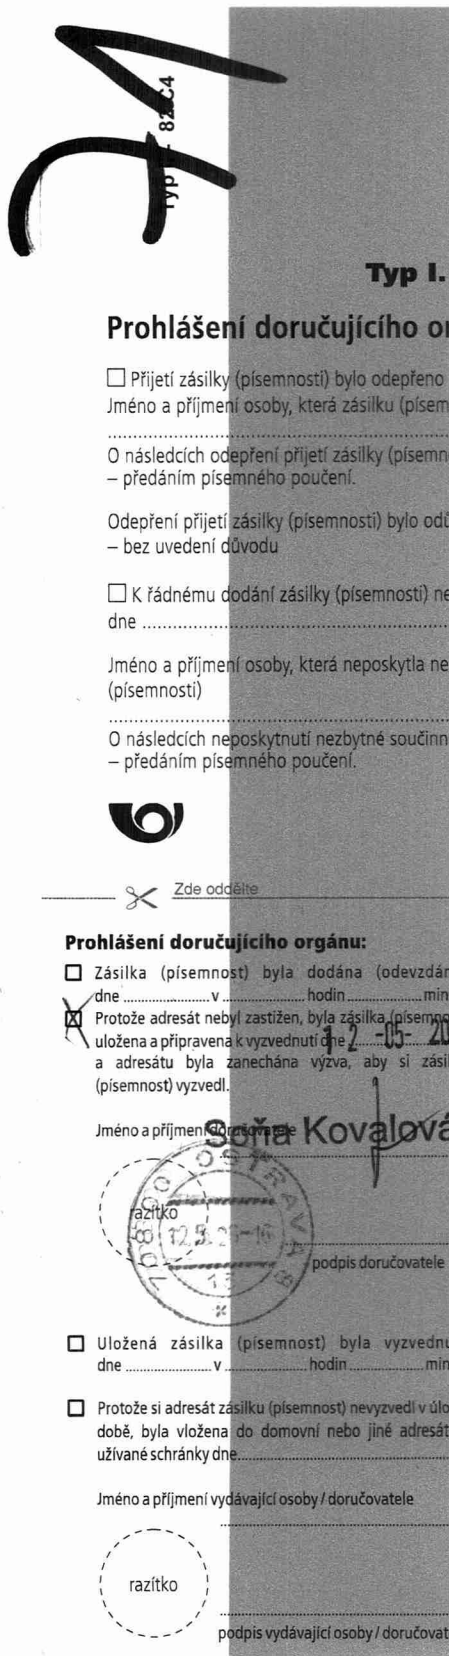 71
Typ I.
Prohlášení doručujícího or
☐ Přijetí zásilky (písemnosti) bylo odepřeno
Jméno a příjmení osoby, která zásilku (písem
O následcích odepření přijetí zásilky (písemn
– předáním písemného poučení.
Odepření přijetí zásilky (písemnosti) bylo odů
– bez uvedení důvodu
☐ K řádnému dodání zásilky (písemnosti) ne
dne
Jméno a příjmení osoby, která neposkytla ne
(písemnosti)
O následcích neposkytnutí nezbytné součinn
– předáním písemného poučení.
Zde oddělte
Prohlášení doručujícího orgánu:
☐ Zásilka (písemnost) byla dodána (odevzdán
dne ........ v ........ hodin ........ min
☒ Protože adresát nebyl zastižen, byla zásilka (písemno
uložena a připravena k vyzvednutí dne 12 -05- 20
a adresátu byla zanechána výzva, aby si zásil
(písemnost) vyzvedl.
Jméno a příjmení doručovatele Soňa Kovalová
razítko
70800 OSTRAVA 8
podpis doručovatele
☐ Uložená zásilka (písemnost) byla vyzvednu
dne ........ v ........ hodin ........ min
☐ Protože si adresát zásilku (písemnost) nevyzvedl v úlo
době, byla vložena do domovní nebo jiné adresát
užívané schránky dne
Jméno a příjmení vydávající osoby / doručovatele
razítko
podpis vydávající osoby / doručovat